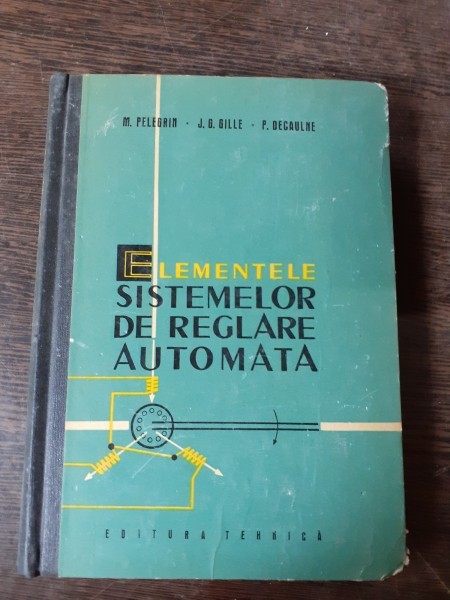 M. PELEGRIN · J. G. GILLE · P. DECAULNE
ELEMENTELE
SISTEMELOR
DE REGLARE
AUTOMATA
EDITURA TEHNICĂ